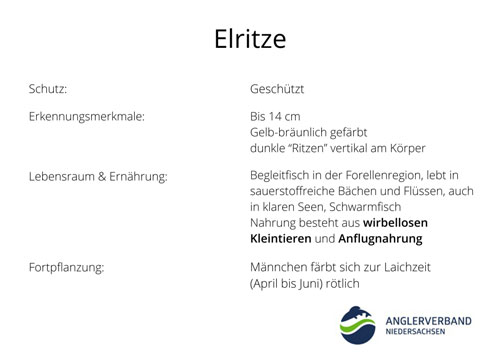 Elritze
Schutz:
Geschützt
Erkennungsmerkmale:
Bis 14 cm
Gelb-bräunlich gefärbt
dunkle “Ritzen” vertikal am Körper
Lebensraum & Ernährung:
Begleitfisch in der Forellenregion, lebt in
sauerstoffreiche Bächen und Flüssen, auch
in klaren Seen, Schwarmfisch
Nahrung besteht aus wirbellosen
Kleintieren und Anflugnahrung
Fortpflanzung:
Männchen färbt sich zur Laichzeit
(April bis Juni) rötlich
ANGLERVERBAND
NIEDERSACHSEN